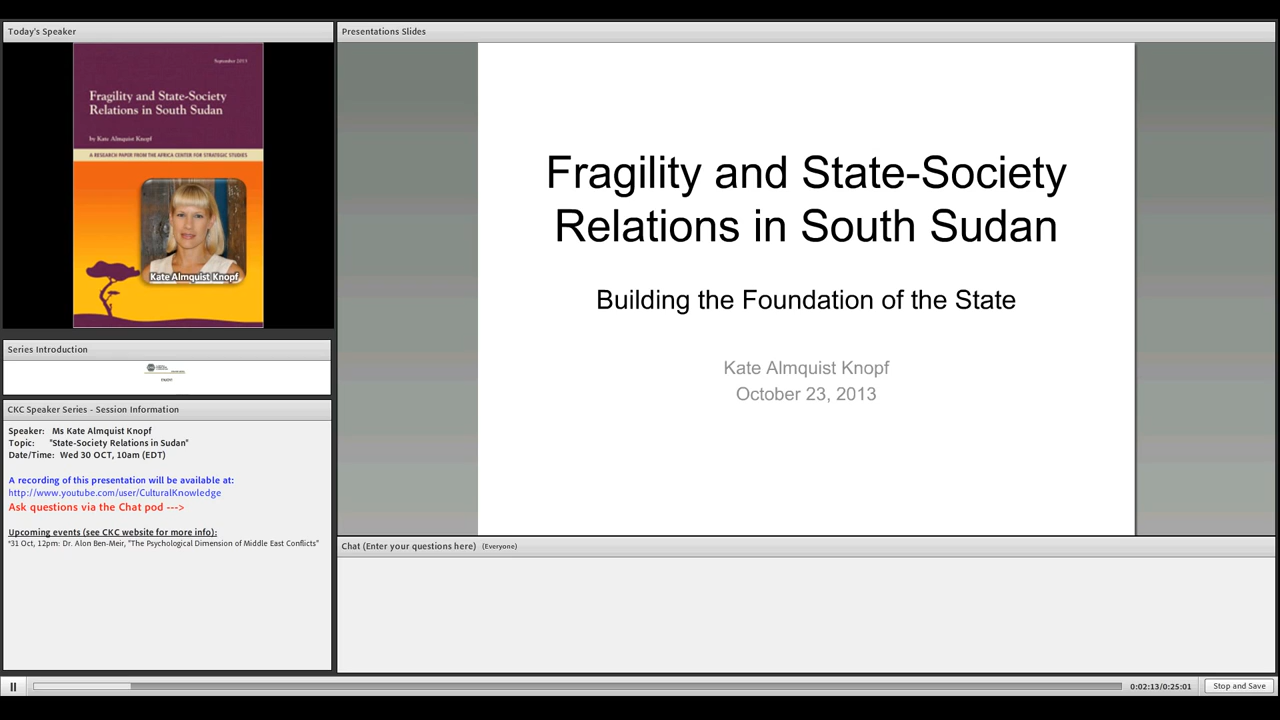 Today's Speaker
September 2013
Fragility and State-Society
Relations in South Sudan
by Kate Almquist Knopf
A RESEARCH PAPER FROM THE AFRICA CENTER FOR STRATEGIC STUDIES
Kate Almquist Knopf
Series Introduction
CKC Speaker Series - Session Information
Speaker: Ms Kate Almquist Knopf
Topic: "State-Society Relations in Sudan"
Date/Time: Wed 30 OCT, 10am (EDT)
A recording of this presentation will be available at:
http://www.youtube.com/user/CulturalKnowledge
Ask questions via the Chat pod --->
Upcoming events (see CKC website for more info):
*31 Oct, 12pm: Dr. Alon Ben-Meir, "The Psychological Dimension of Middle East Conflicts"
Presentations Slides
Fragility and State-Society
Relations in South Sudan
Building the Foundation of the State
Kate Almquist Knopf
October 23, 2013
Chat (Enter your questions here) (Everyone)
0:02:13/0:25:01
Stop and Save